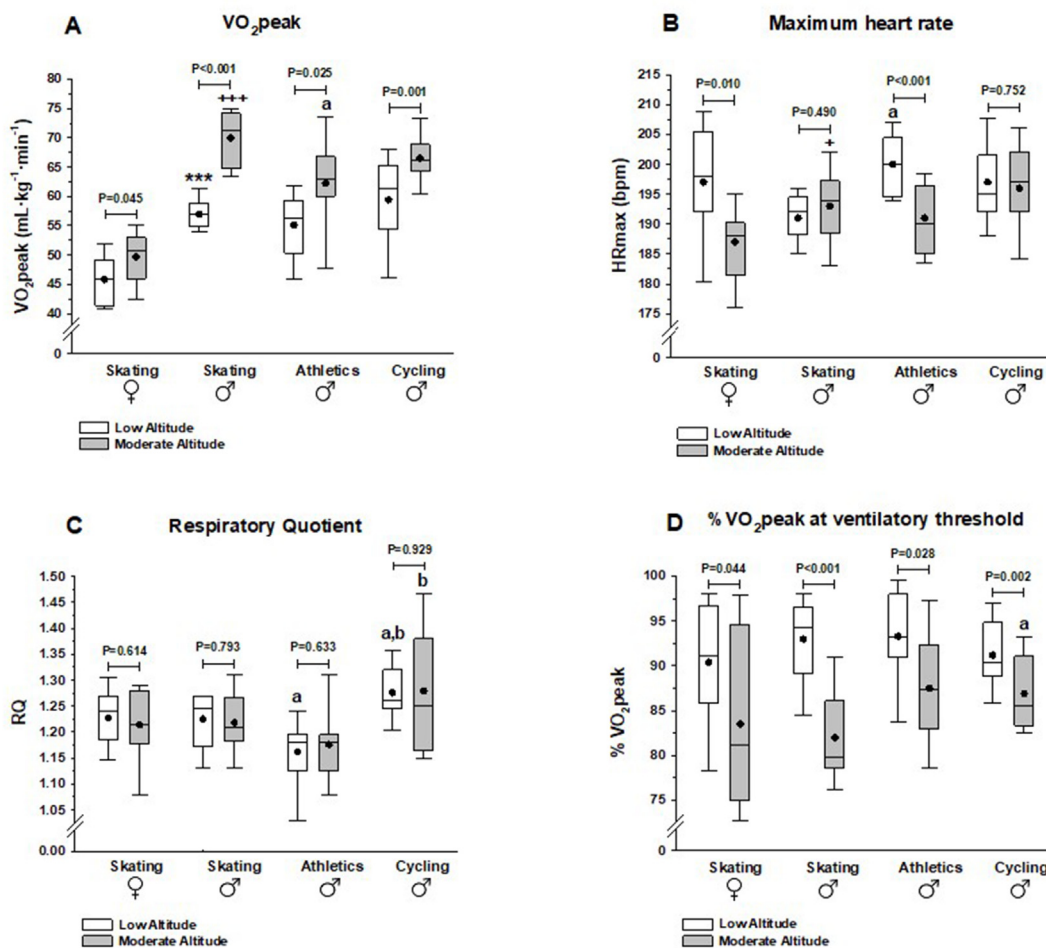 A
VO₂peak
P<0.001
P=0.025
P=0.001
P=0.045
***
+++
a
80
75
70
65
60
55
50
45
40
0
VO₂peak (mL·kg⁻¹·min⁻¹)
Skating
♀
Skating
♂
Athletics
♂
Cycling
♂
Low Altitude
Moderate Altitude
B
Maximum heart rate
P=0.010
P=0.490
P<0.001
P=0.752
+
a
215
210
205
200
195
190
185
180
175
0
HRmax (bpm)
Skating
♀
Skating
♂
Athletics
♂
Cycling
♂
Low Altitude
Moderate Altitude
C
Respiratory Quotient
P=0.614
P=0.793
P=0.633
P=0.929
a
a,b
b
1.50
1.45
1.40
1.35
1.30
1.25
1.20
1.15
1.10
1.05
0.00
RQ
Skating
♀
Skating
♂
Athletics
♂
Cycling
♂
Low Altitude
Moderate Altitude
D
% VO₂peak at ventilatory threshold
P=0.044
P<0.001
P=0.028
P=0.002
a
100
95
90
85
80
75
0
% VO₂peak
Skating
♀
Skating
♂
Athletics
♂
Cycling
♂
Low Altitude
Moderate Altitude